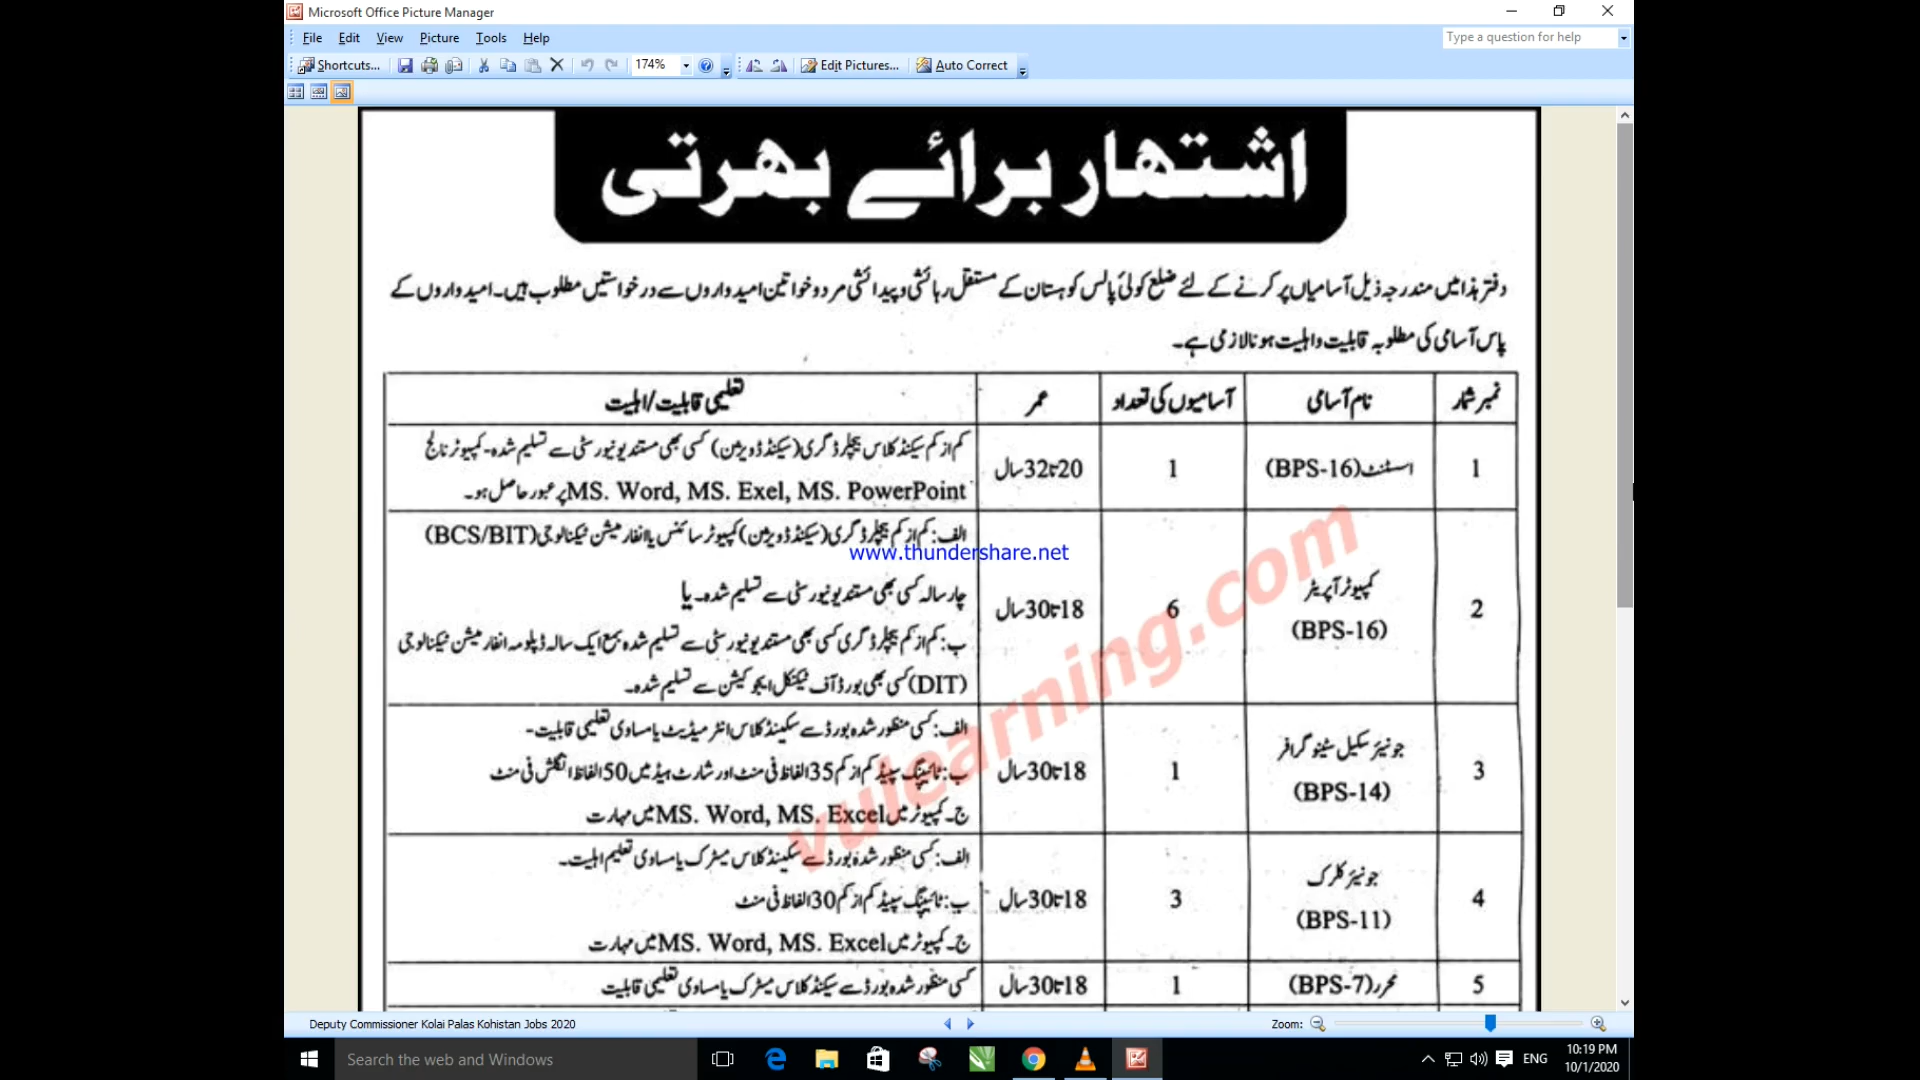 Microsoft Office Picture Manager
File Edit View Picture Tools Help
Type a question for help
Shortcuts... 174% Edit Pictures... Auto Correct
اشتہار برائے بھرتی
دفتر ہذا میں مندرجہ ذیل آسامیاں پر کرنے کے لئے ضلع کولئی پالس کوہستان کے مستقل رہائشی و پیدائشی مرد و خواتین امیدواروں سے درخواستیں مطلوب ہیں۔ امیدواروں کے
پاس آسامی کی مطلوبہ قابلیت و اہلیت ہونا لازمی ہے۔
نمبر شمار نام آسامی آسامیوں کی تعداد عمر تعلیمی قابلیت/اہلیت
1 اسسٹنٹ(BPS-16) 1 20تا32سال کم از کم سیکنڈ کلاس بیچلر ڈگری (سیکنڈ ڈویژن) کسی بھی مستند یونیورسٹی سے تسلیم شدہ۔ کمپیوٹر نالج
MS. Word, MS. Exel, MS. PowerPoint پر عبور حاصل ہو۔
2 کمپیوٹر آپریٹر (BPS-16) 6 18تا30سال الف: کم از کم بیچلر ڈگری (سیکنڈ ڈویژن) کمپیوٹر سائنس یا انفارمیشن ٹیکنالوجی (BCS/BIT)
چار سالہ کسی بھی مستند یونیورسٹی سے تسلیم شدہ۔ یا
ب: کم از کم بیچلر ڈگری کسی بھی مستند یونیورسٹی سے تسلیم شدہ بمع ایک سالہ ڈپلومہ انفارمیشن ٹیکنالوجی
(DIT) کسی بھی بورڈ آف ٹیکنیکل ایجوکیشن سے تسلیم شدہ۔
3 جونیئر سکیل سٹینوگرافر (BPS-14) 1 18تا30سال الف: کسی منظور شدہ بورڈ سے سیکینڈ کلاس انٹرمیڈیٹ یا مساوی تعلیمی قابلیت۔
ب: ٹائپنگ سپیڈ کم از کم 35 الفاظ فی منٹ اور شارٹ ہینڈ میں 50 الفاظ انگلش فی منٹ
ج۔ کمپیوٹر میں MS. Word, MS. Excel میں مہارت
4 جونیئر کلرک (BPS-11) 3 18تا30سال الف: کسی منظور شدہ بورڈ سے سیکینڈ کلاس میٹرک یا مساوی تعلیم اہلیت۔
ب: ٹائپنگ سپیڈ کم از کم 30 الفاظ فی منٹ
ج۔ کمپیوٹر میں MS. Word, MS. Excel میں مہارت
5 محرر(BPS-7) 1 18تا30سال کسی منظور شدہ بورڈ سے سیکنڈ کلاس میٹرک یا مساوی تعلیمی قابلیت
www.thundershare.net
vulearning.com
Deputy Commissioner Kolai Palas Kohistan Jobs 2020
Zoom:
Search the web and Windows
ENG
10:19 PM
10/1/2020